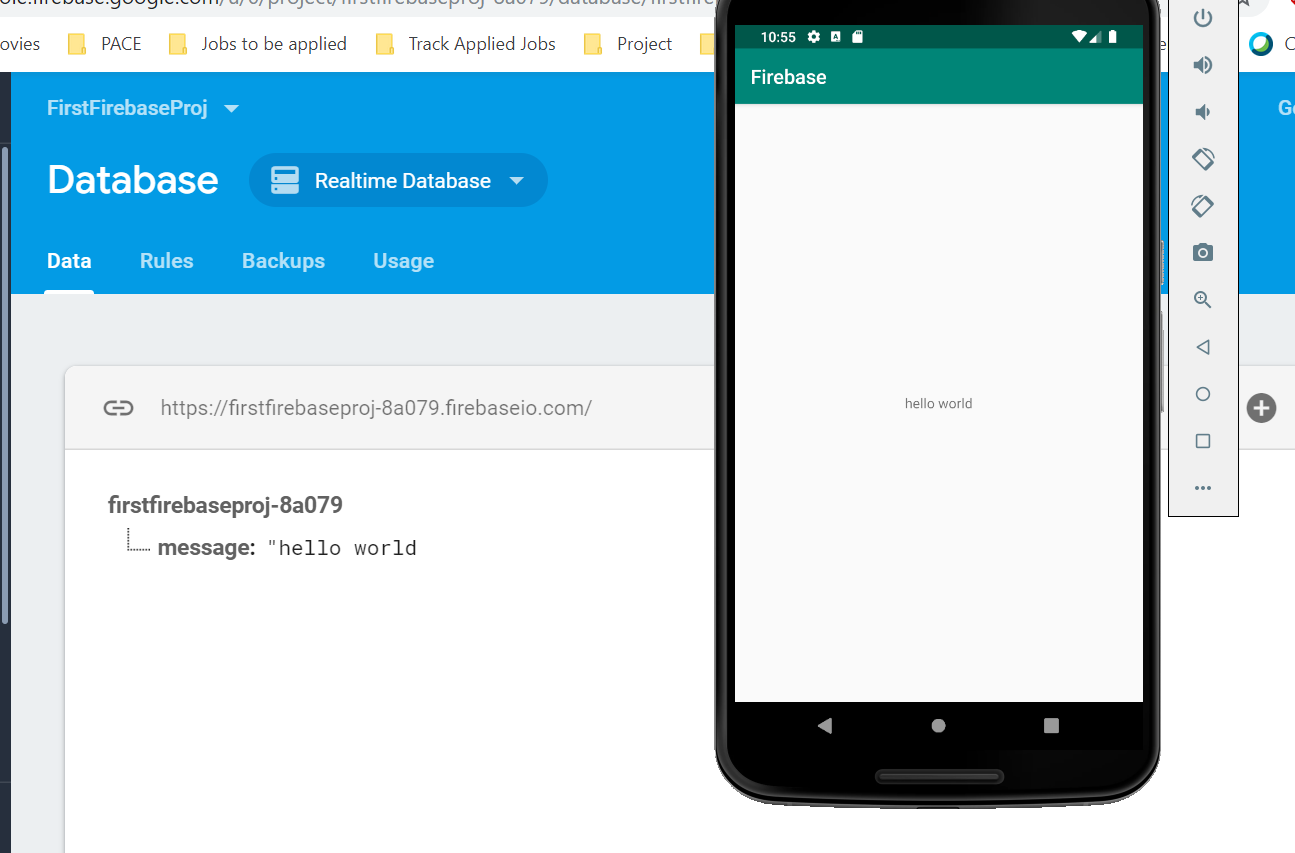 ole.firebase.google.com/u/0/project/firstfirebaseproj-8a079/database/firstfire
ovies PACE Jobs to be applied Track Applied Jobs Project
FirstFirebaseProj
Database
Realtime Database
Data Rules Backups Usage
https://firstfirebaseproj-8a079.firebaseio.com/
firstfirebaseproj-8a079
message: "hello world
10:55
Firebase
hello world